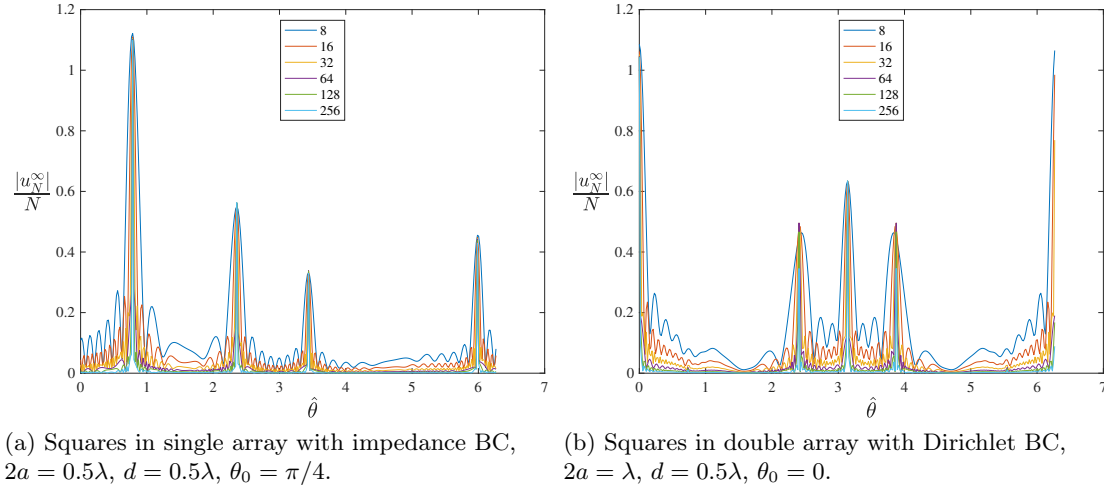 1.2
1
0.8
0.6
0.4
0.2
0
|u_N^∞|
N
0 1 2 3 4 5 6 7
θ̂
8
16
32
64
128
256
1.2
1
0.8
0.6
0.4
0.2
0
|u_N^∞|
N
0 1 2 3 4 5 6 7
θ̂
8
16
32
64
128
256
(a) Squares in single array with impedance BC,
2a = 0.5λ, d = 0.5λ, θ₀ = π/4.
(b) Squares in double array with Dirichlet BC,
2a = λ, d = 0.5λ, θ₀ = 0.